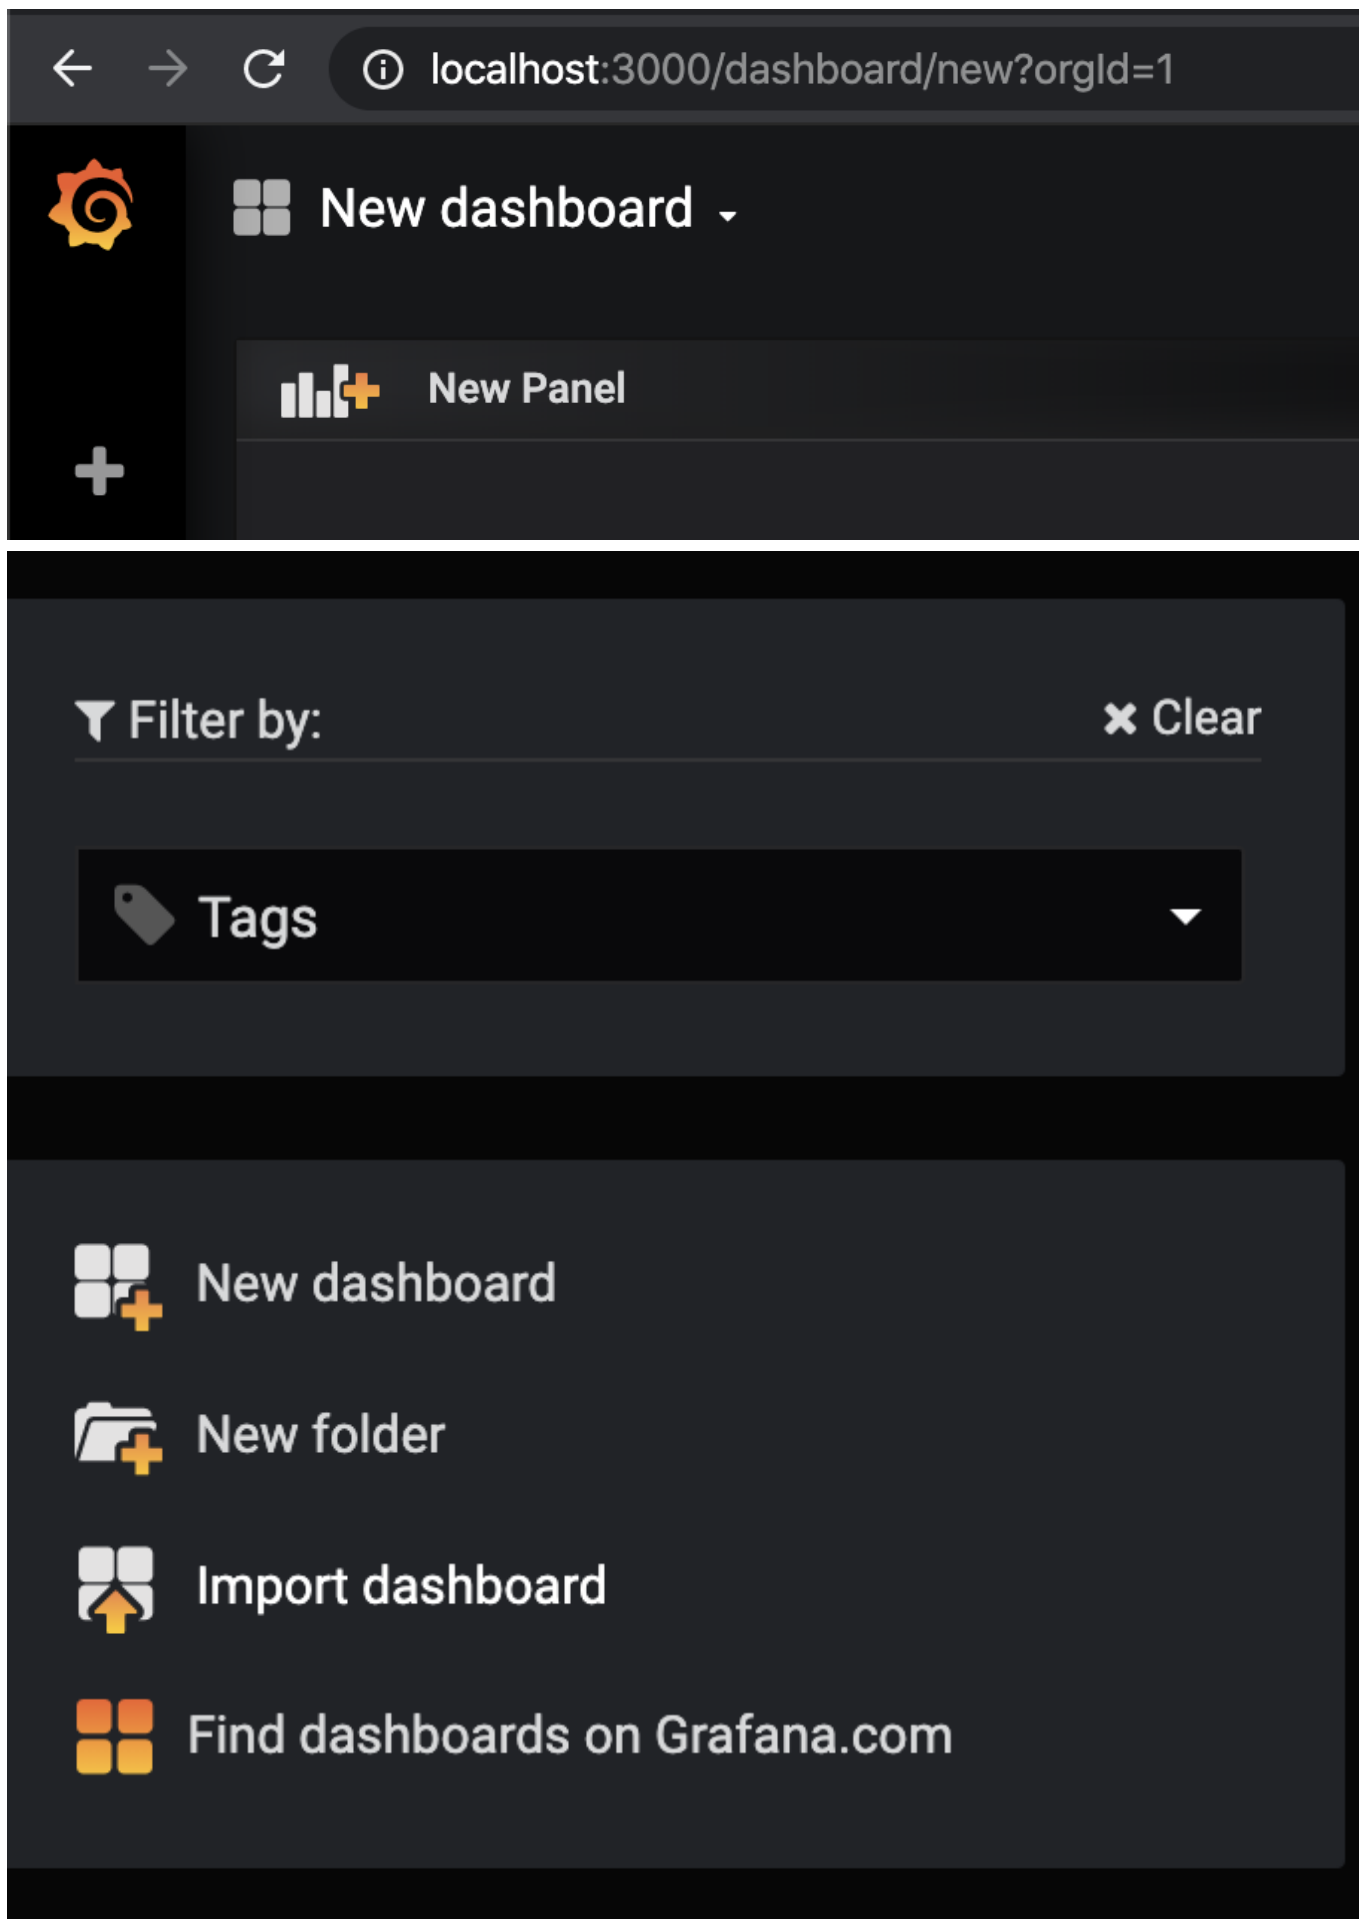 localhost:3000/dashboard/new?orgId=1
New dashboard
New Panel
Filter by:
Clear
Tags
New dashboard
New folder
Import dashboard
Find dashboards on Grafana.com